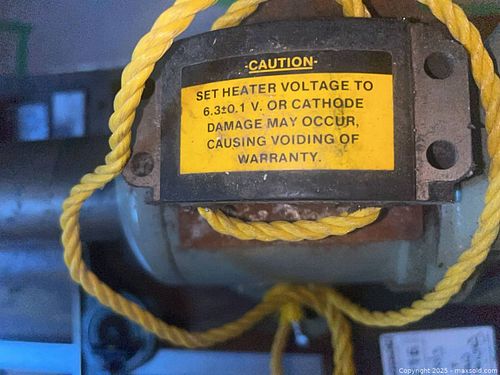 -CAUTION-
SET HEATER VOLTAGE TO
6.3±0.1 V. OR CATHODE
DAMAGE MAY OCCUR,
CAUSING VOIDING OF
WARRANTY.
Copyright 2025 - maxsold.com